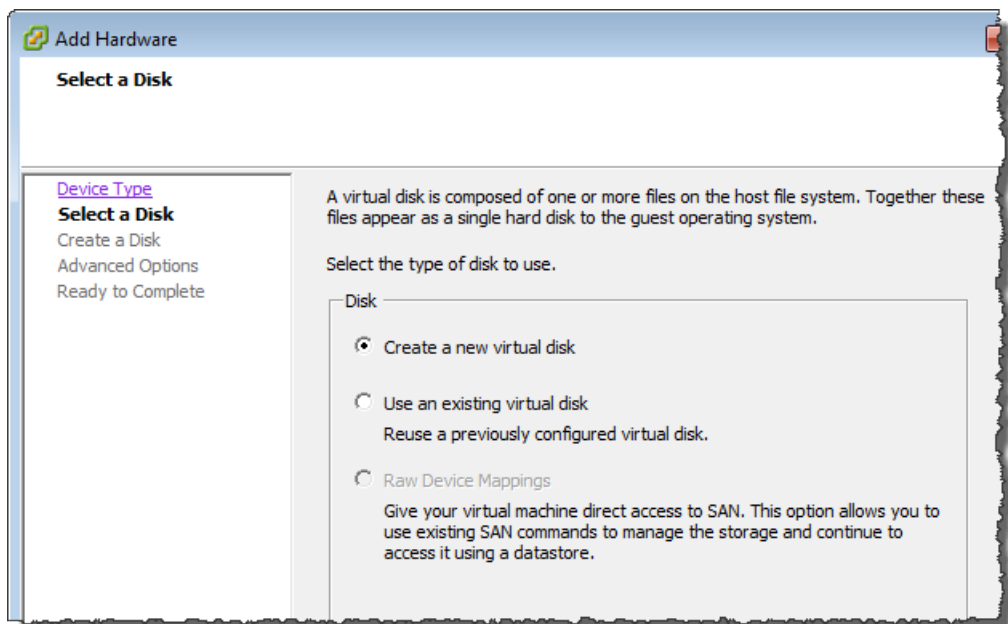 Add Hardware
Select a Disk
Device Type
Select a Disk
Create a Disk
Advanced Options
Ready to Complete
A virtual disk is composed of one or more files on the host file system. Together these
files appear as a single hard disk to the guest operating system.
Select the type of disk to use.
Disk
Create a new virtual disk
Use an existing virtual disk
Reuse a previously configured virtual disk.
Raw Device Mappings
Give your virtual machine direct access to SAN. This option allows you to
use existing SAN commands to manage the storage and continue to
access it using a datastore.